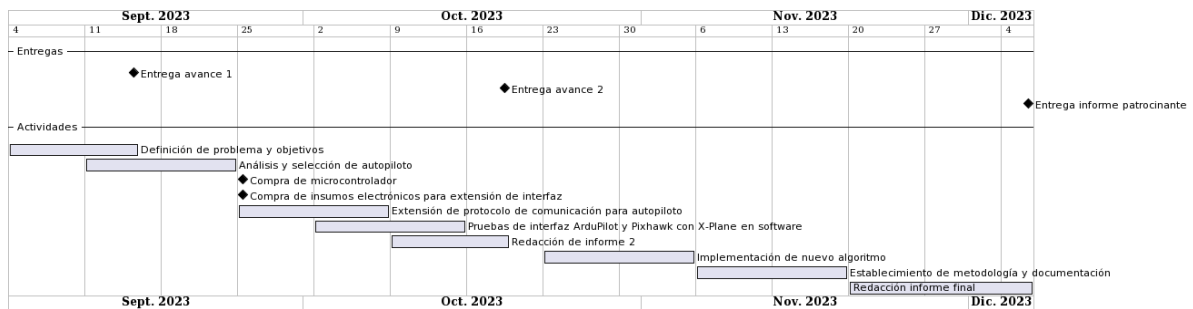 Sept. 2023 Oct. 2023 Nov. 2023 Dic. 2023
4 11 18 25 2 9 16 23 30 6 13 20 27 4
Entregas
Entrega avance 1
Entrega avance 2
Entrega informe patrocinante
Actividades
Definición de problema y objetivos
Análisis y selección de autopiloto
Compra de microcontrolador
Compra de insumos electrónicos para extensión de interfaz
Extensión de protocolo de comunicación para autopiloto
Pruebas de interfaz ArduPilot y Pixhawk con X-Plane en software
Redacción de informe 2
Implementación de nuevo algoritmo
Establecimiento de metodología y documentación
Redacción informe final
Sept. 2023 Oct. 2023 Nov. 2023 Dic. 2023